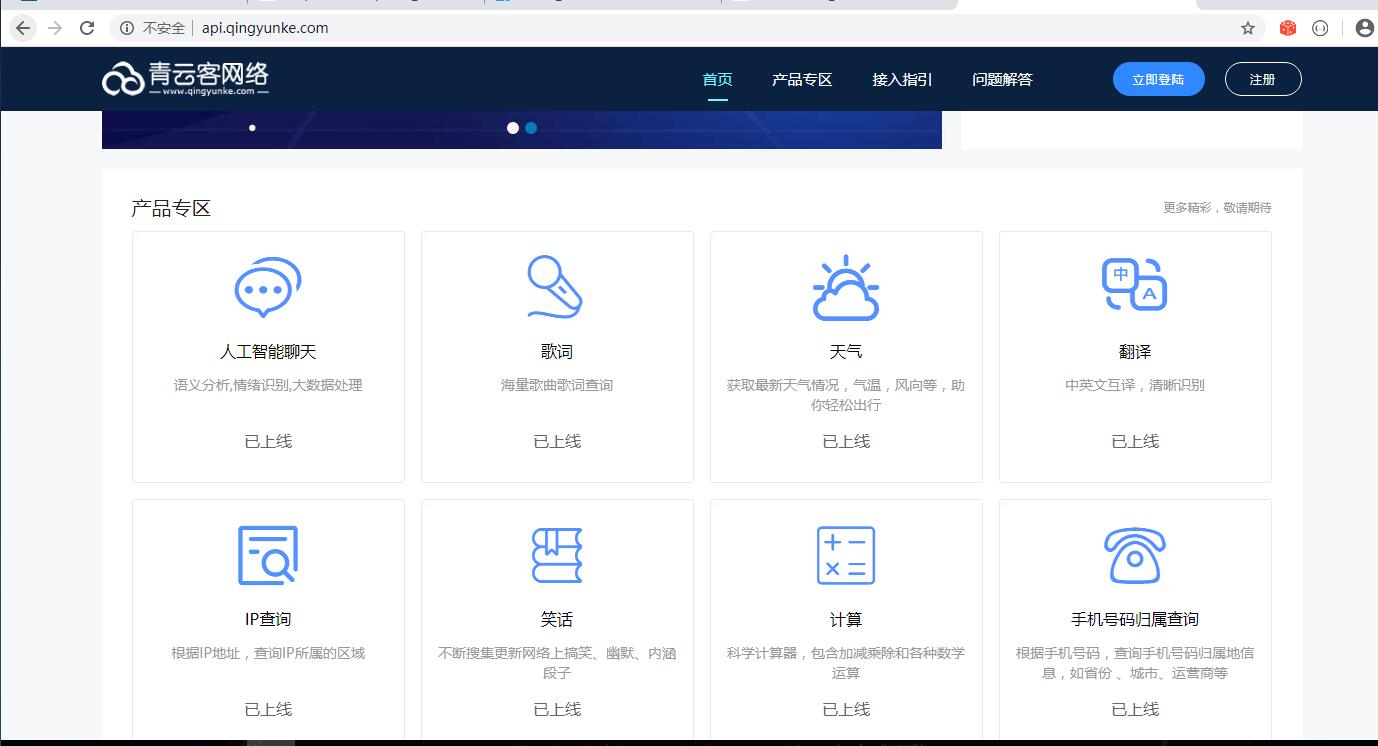 不安全 api.qingyunke.com
青云客网络
www.qingyunke.com
首页 产品专区 接入指引 问题解答 立即登陆 注册
产品专区
更多精彩，敬请期待
中
A
人工智能聊天
语义分析,情绪识别,大数据处理
已上线
歌词
海量歌曲歌词查询
已上线
天气
获取最新天气情况，气温，风向等，助
你轻松出行
已上线
翻译
中英文互译，清晰识别
已上线
IP查询
根据IP地址，查询IP所属的区域
已上线
笑话
不断搜集更新网络上搞笑、幽默、内涵
段子
已上线
计算
科学计算器，包含加减乘除和各种数学
运算
已上线
手机号码归属查询
根据手机号码，查询手机号码归属地信
息，如省份 、城市、运营商等
已上线